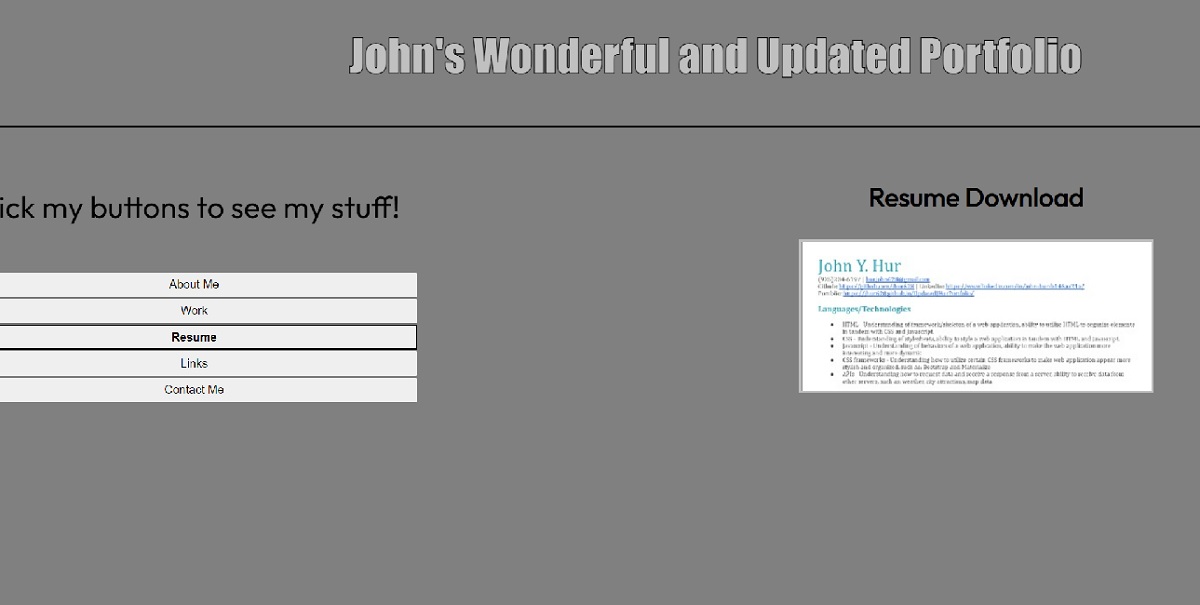 John's Wonderful and Updated Portfolio
ick my buttons to see my stuff!
About Me
Work
Resume
Links
Contact Me
Resume Download
John Y. Hur
Languages/Technologies
HTML - Understanding of framework/skeleton of a web application, ability to utilize HTML to organize elements
in tandem with CSS and Javascript
CSS - Understanding of stylesheets, ability to style a web application in tandem with HTML and Javascript.
Javascript - Understanding of behaviors of a web application, ability to make the web application more
interesting and more dynamic
CSS frameworks - Understanding how to utilize certain CSS frameworks to make web application appear more
stylish and organized, such as: Bootstrap and Materialize
APIs - Understanding how to request data and receive a response from a server, ability to receive data from
other servers, such as: weather, city attractions, map data